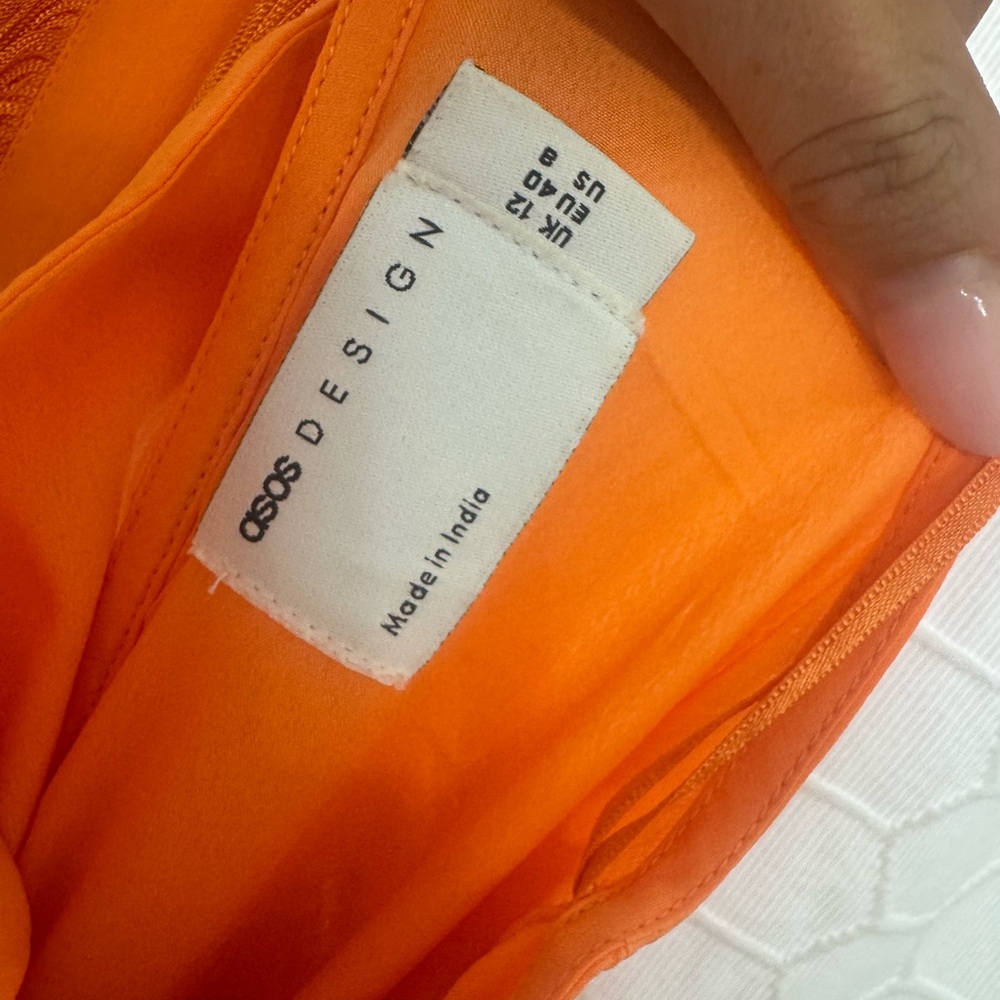 asos DESIGN
Made in India
UK 12
EU 40
US 8